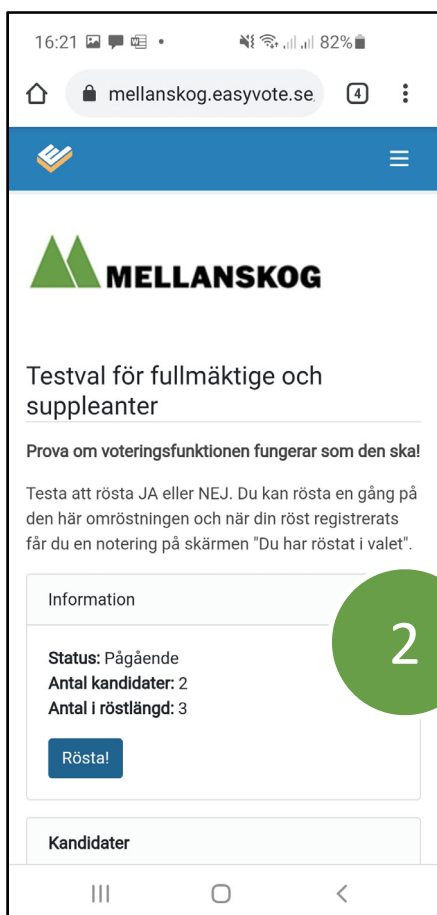 16:21 82%
mellanskog.easyvote.se 4
MELLANSKOG
Testval för fullmäktige och
suppleanter
Prova om voteringsfunktionen fungerar som den ska!
Testa att rösta JA eller NEJ. Du kan rösta en gång på
den här omröstningen och när din röst registrerats
får du en notering på skärmen "Du har röstat i valet".
Information
2
Status: Pågående
Antal kandidater: 2
Antal i röstlängd: 3
Rösta!
Kandidater